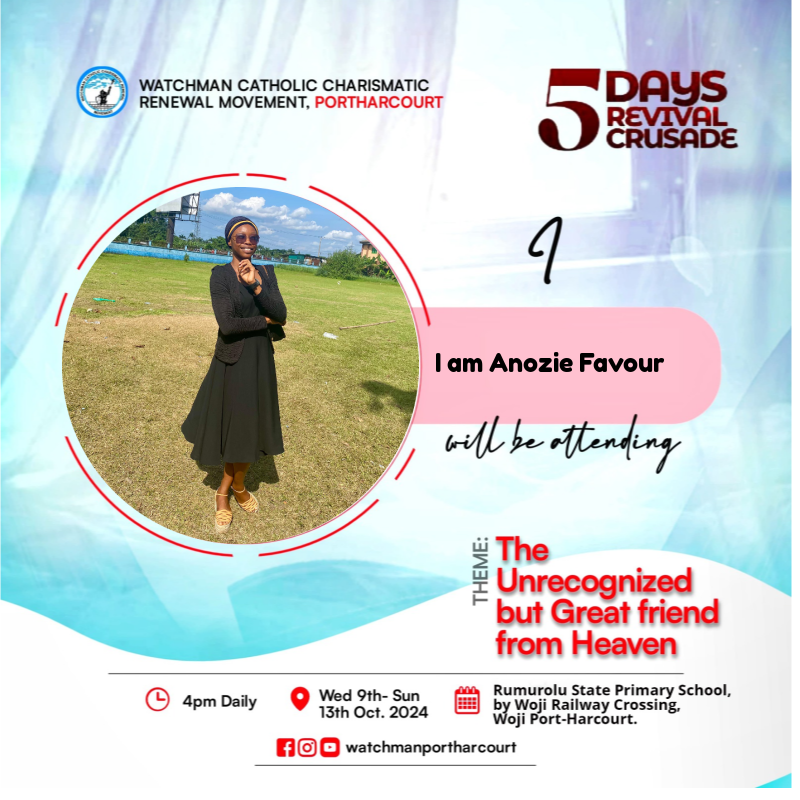 WATCHMAN CATHOLIC CHARISMATIC
RENEWAL MOVEMENT, PORTHARCOURT
5 DAYS
REVIVAL
CRUSADE
I
I am Anozie Favour
will be attending
THEME:
The
Unrecognized
but Great friend
from Heaven
4pm Daily
Wed 9th- Sun
13th Oct. 2024
Rumurolu State Primary School,
by Woji Railway Crossing,
Woji Port-Harcourt.
watchmanportharcourt